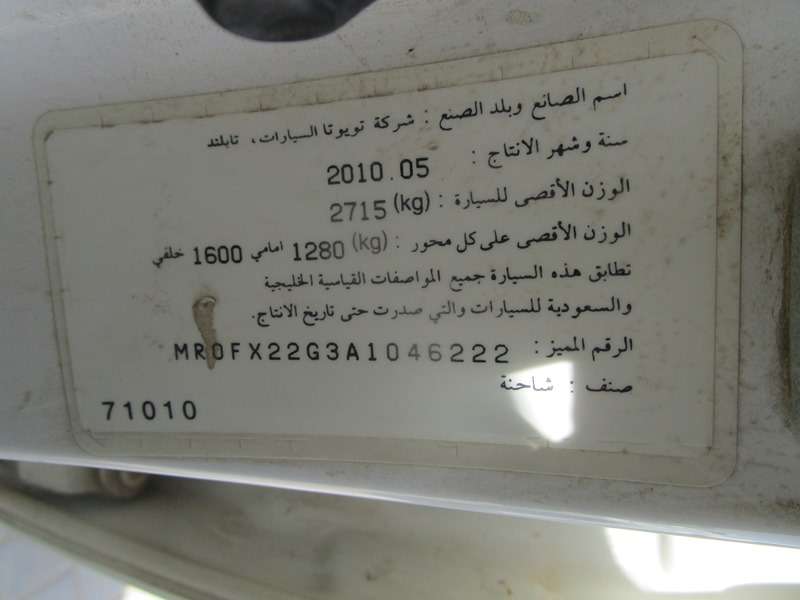 اسم الصانع وبلد الصنع : شركة تويوتا السيارات، تايلند
سنة وشهر الانتاج : 2010.05
الوزن الأقصى للسيارة : (kg) 2715
الوزن الأقصى على كل محور : (kg) 1280 امامي 1600 خلفي
تطابق هذه السيارة جميع المواصفات القياسية الخليجية
والسعودية للسيارات والتي صدرت حتى تاريخ الانتاج.
الرقم المميز : MR0FX22G3A1046222
صنف : شاحنة
71010